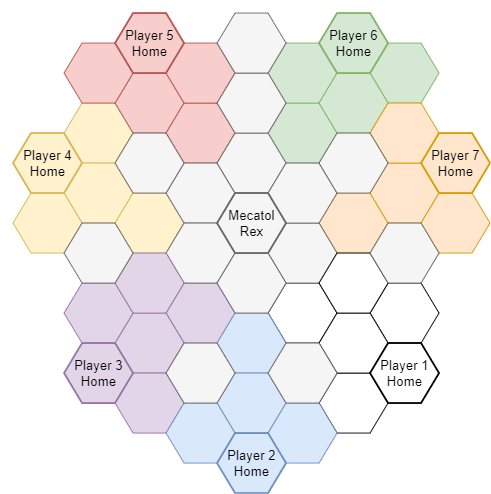 Player 5
Home
Player 6
Home
Player 4
Home
Player 7
Home
Mecatol
Rex
Player 3
Home
Player 1
Home
Player 2
Home